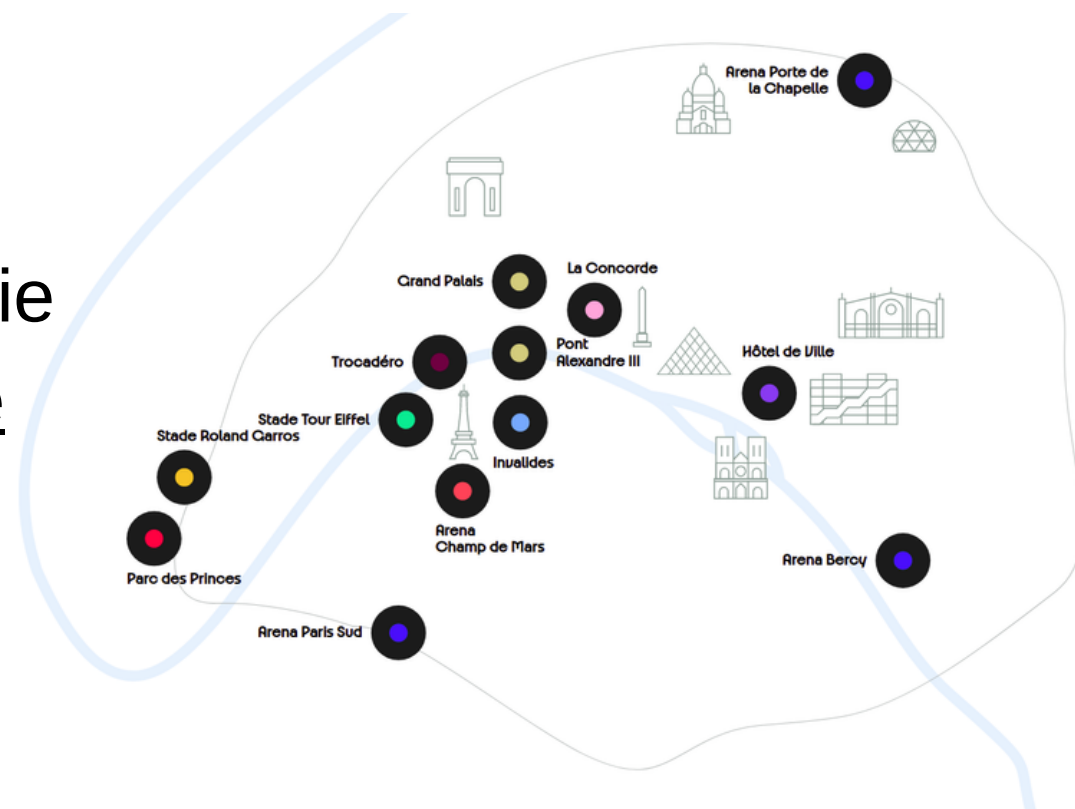 Arena Porte de
la Chapelle
La Concorde
Grand Palais
ie
Pont
Alexandre III
Hôtel de Ville
Trocadéro
Stade Tour Eiffel
Stade Roland Garros
Invalides
Arena
Champ de Mars
Arena Bercy
Parc des Princes
Arena Paris Sud